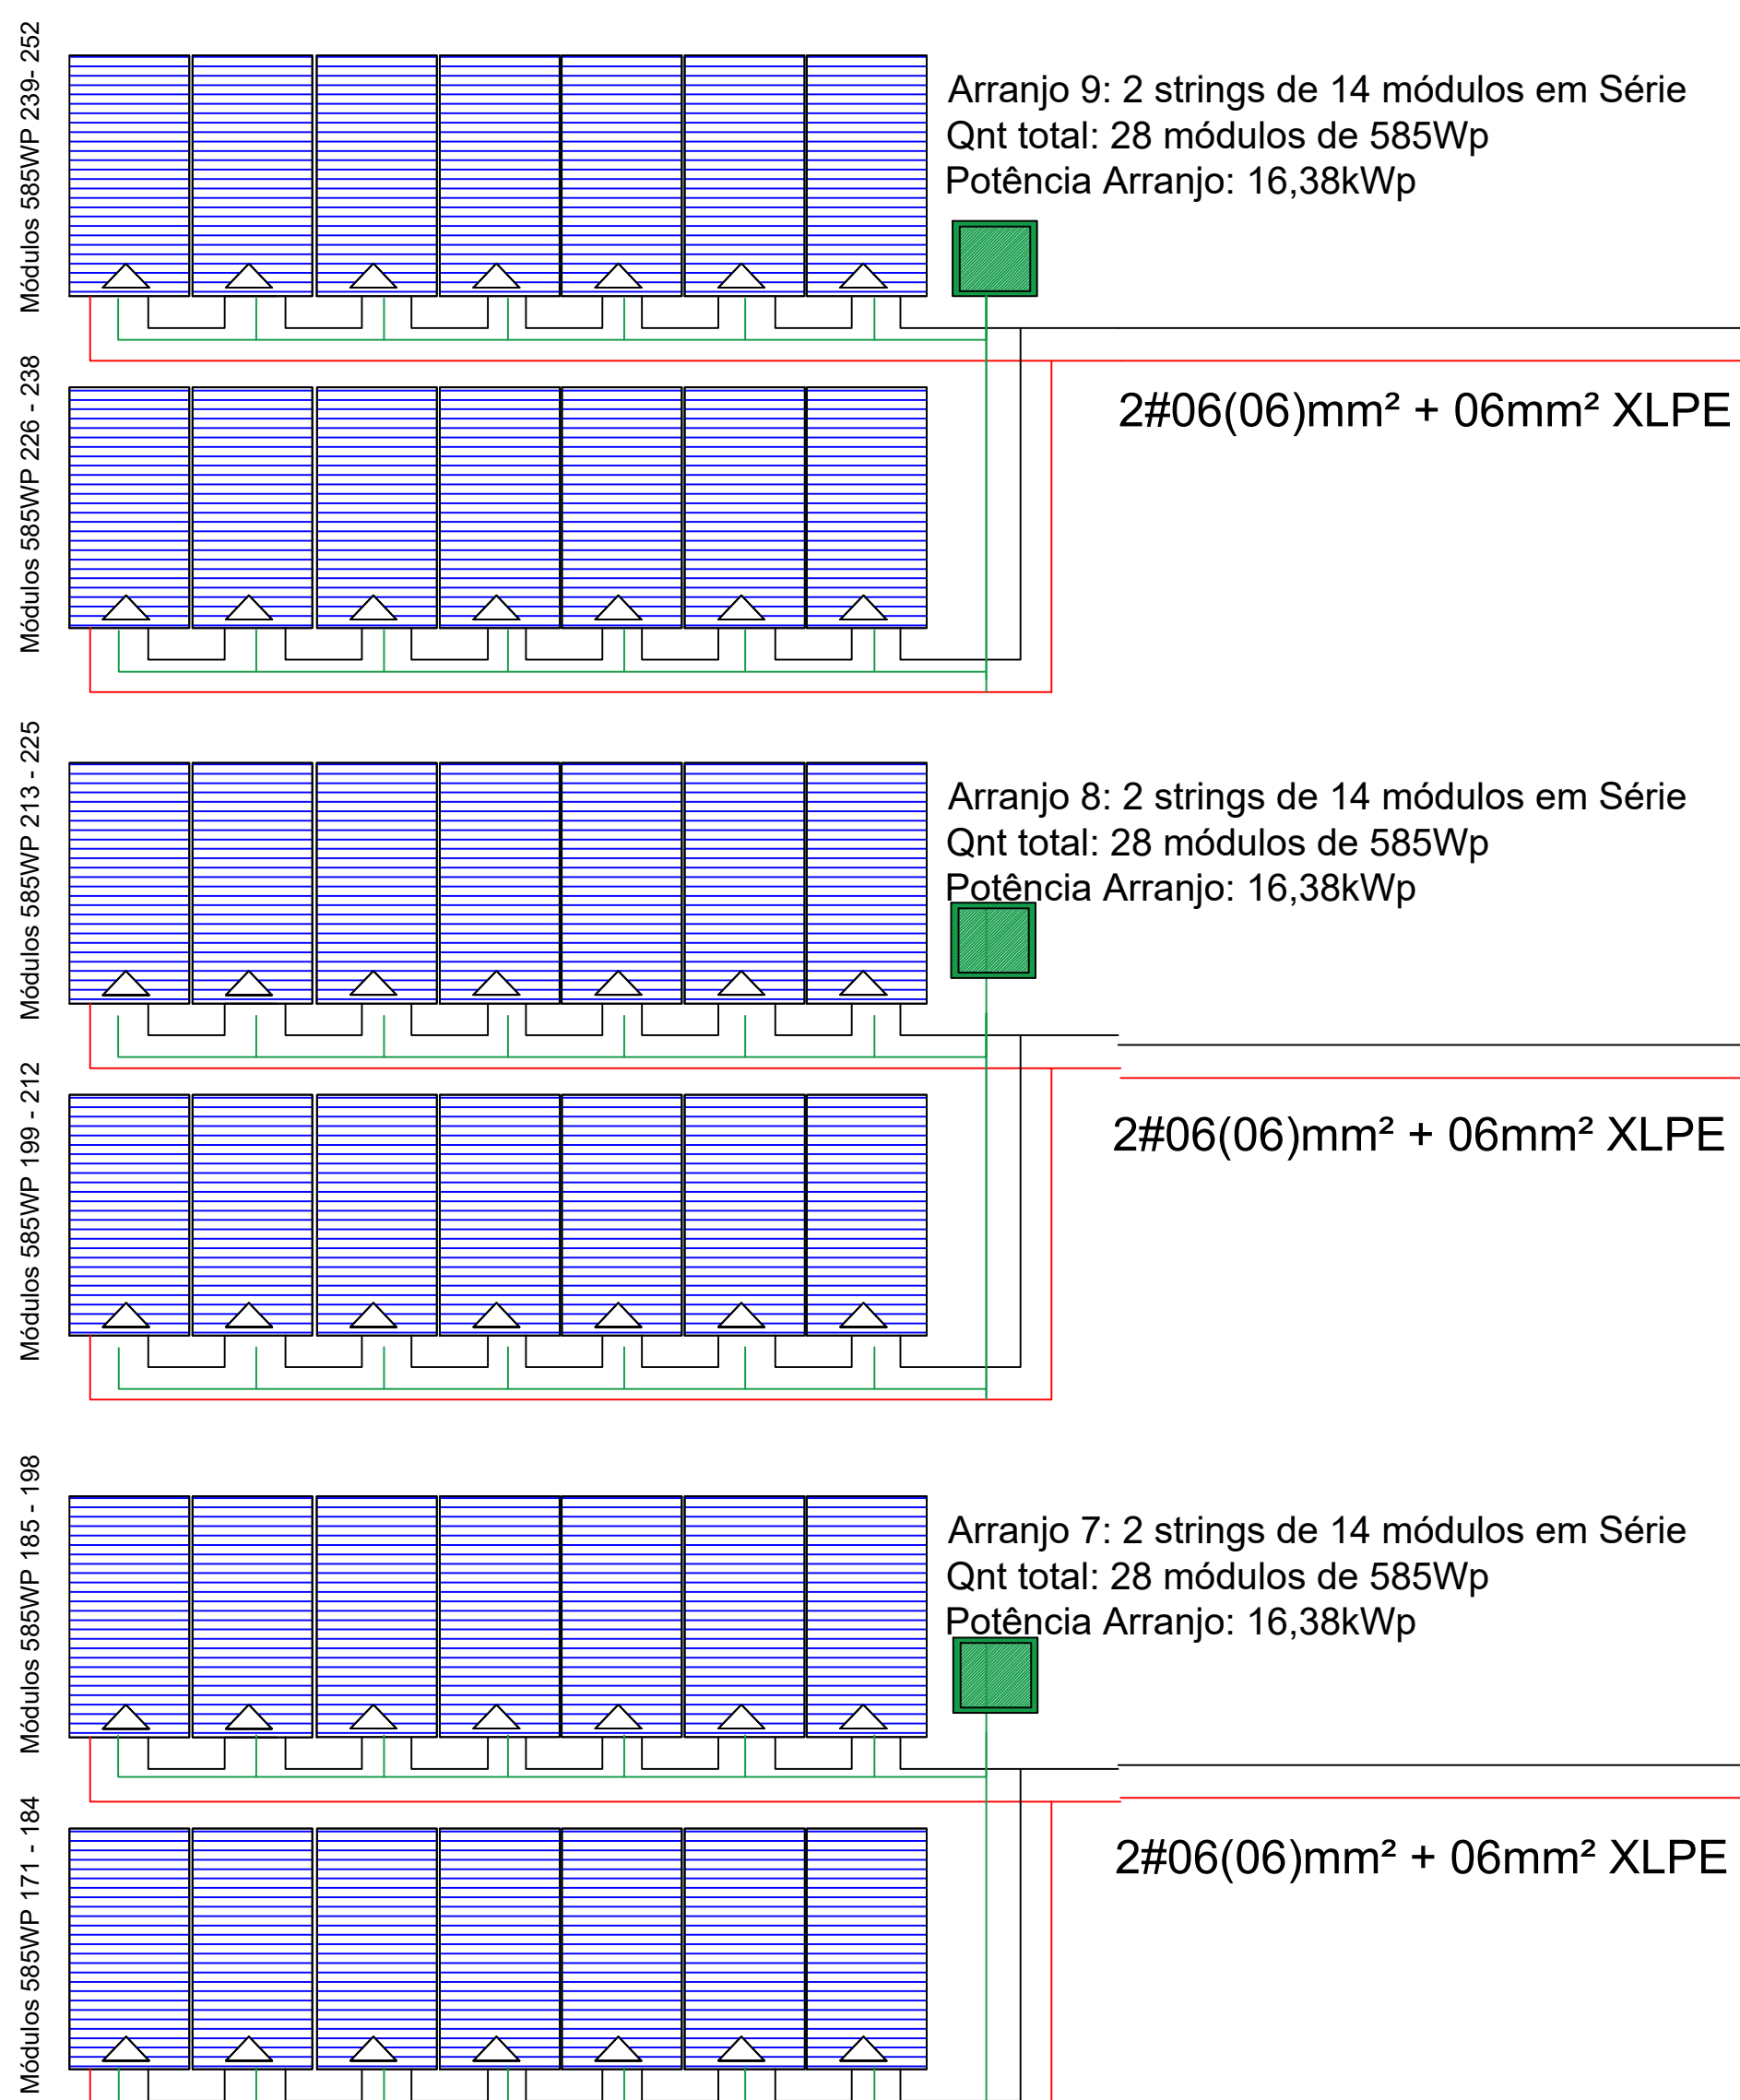 Módulos 585WP 239- 252
Arranjo 9: 2 strings de 14 módulos em Série
Qnt total: 28 módulos de 585Wp
Potência Arranjo: 16,38kWp
Módulos 585WP 226 - 238
2#06(06)mm² + 06mm² XLPE
Módulos 585WP 213 - 225
Arranjo 8: 2 strings de 14 módulos em Série
Qnt total: 28 módulos de 585Wp
Potência Arranjo: 16,38kWp
Módulos 585WP 199 - 212
2#06(06)mm² + 06mm² XLPE
Módulos 585WP 185 - 198
Arranjo 7: 2 strings de 14 módulos em Série
Qnt total: 28 módulos de 585Wp
Potência Arranjo: 16,38kWp
Módulos 585WP 171 - 184
2#06(06)mm² + 06mm² XLPE